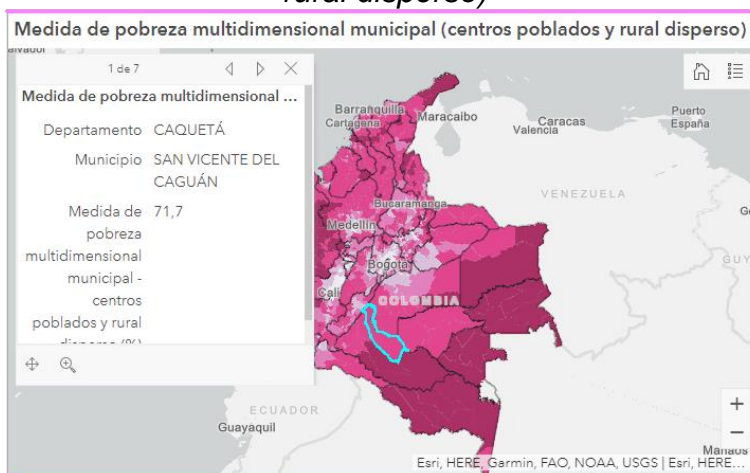 rural disperso)
Medida de pobreza multidimensional municipal (centros poblados y rural disperso)
1 de 7
Medida de pobreza multidimensional ...
Departamento CAQUETÁ
Municipio SAN VICENTE DEL
CAGUÁN
Medida de 71,7
pobreza
multidimensional
municipal -
centros
poblados y rural
disperso (%)
Barranquilla
Cartagena
Maracaibo
Caracas
Valencia
Puerto
España
VENEZUELA
Bucaramanga
Medellín
Bogotá
Cali
COLOMBIA
ECUADOR
Guayaquil
Manaus
Esri, HERE, Garmin, FAO, NOAA, USGS | Esri, HERE...